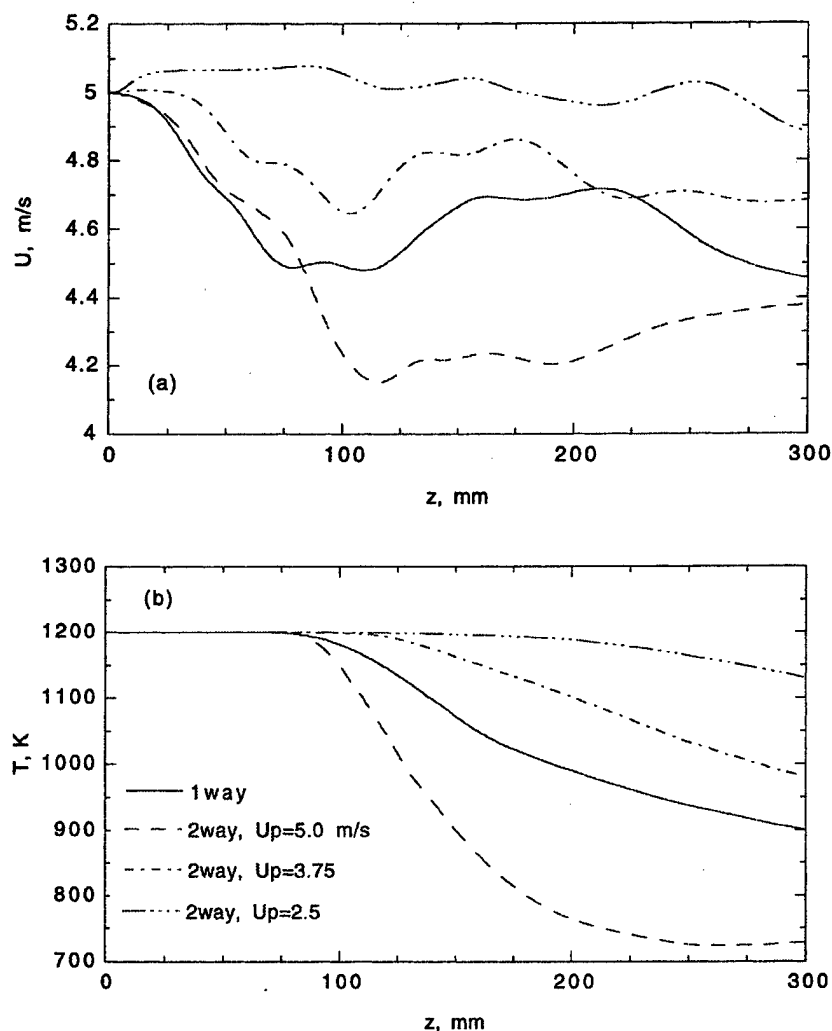 5.2
5
4.8
4.6
4.4
4.2
4
U, m/s
(a)
0
100
200
300
z, mm
1300
1200
1100
1000
900
800
700
T, K
(b)
1way
2way, Up=5.0 m/s
2way, Up=3.75
2way, Up=2.5
0
100
200
300
z, mm